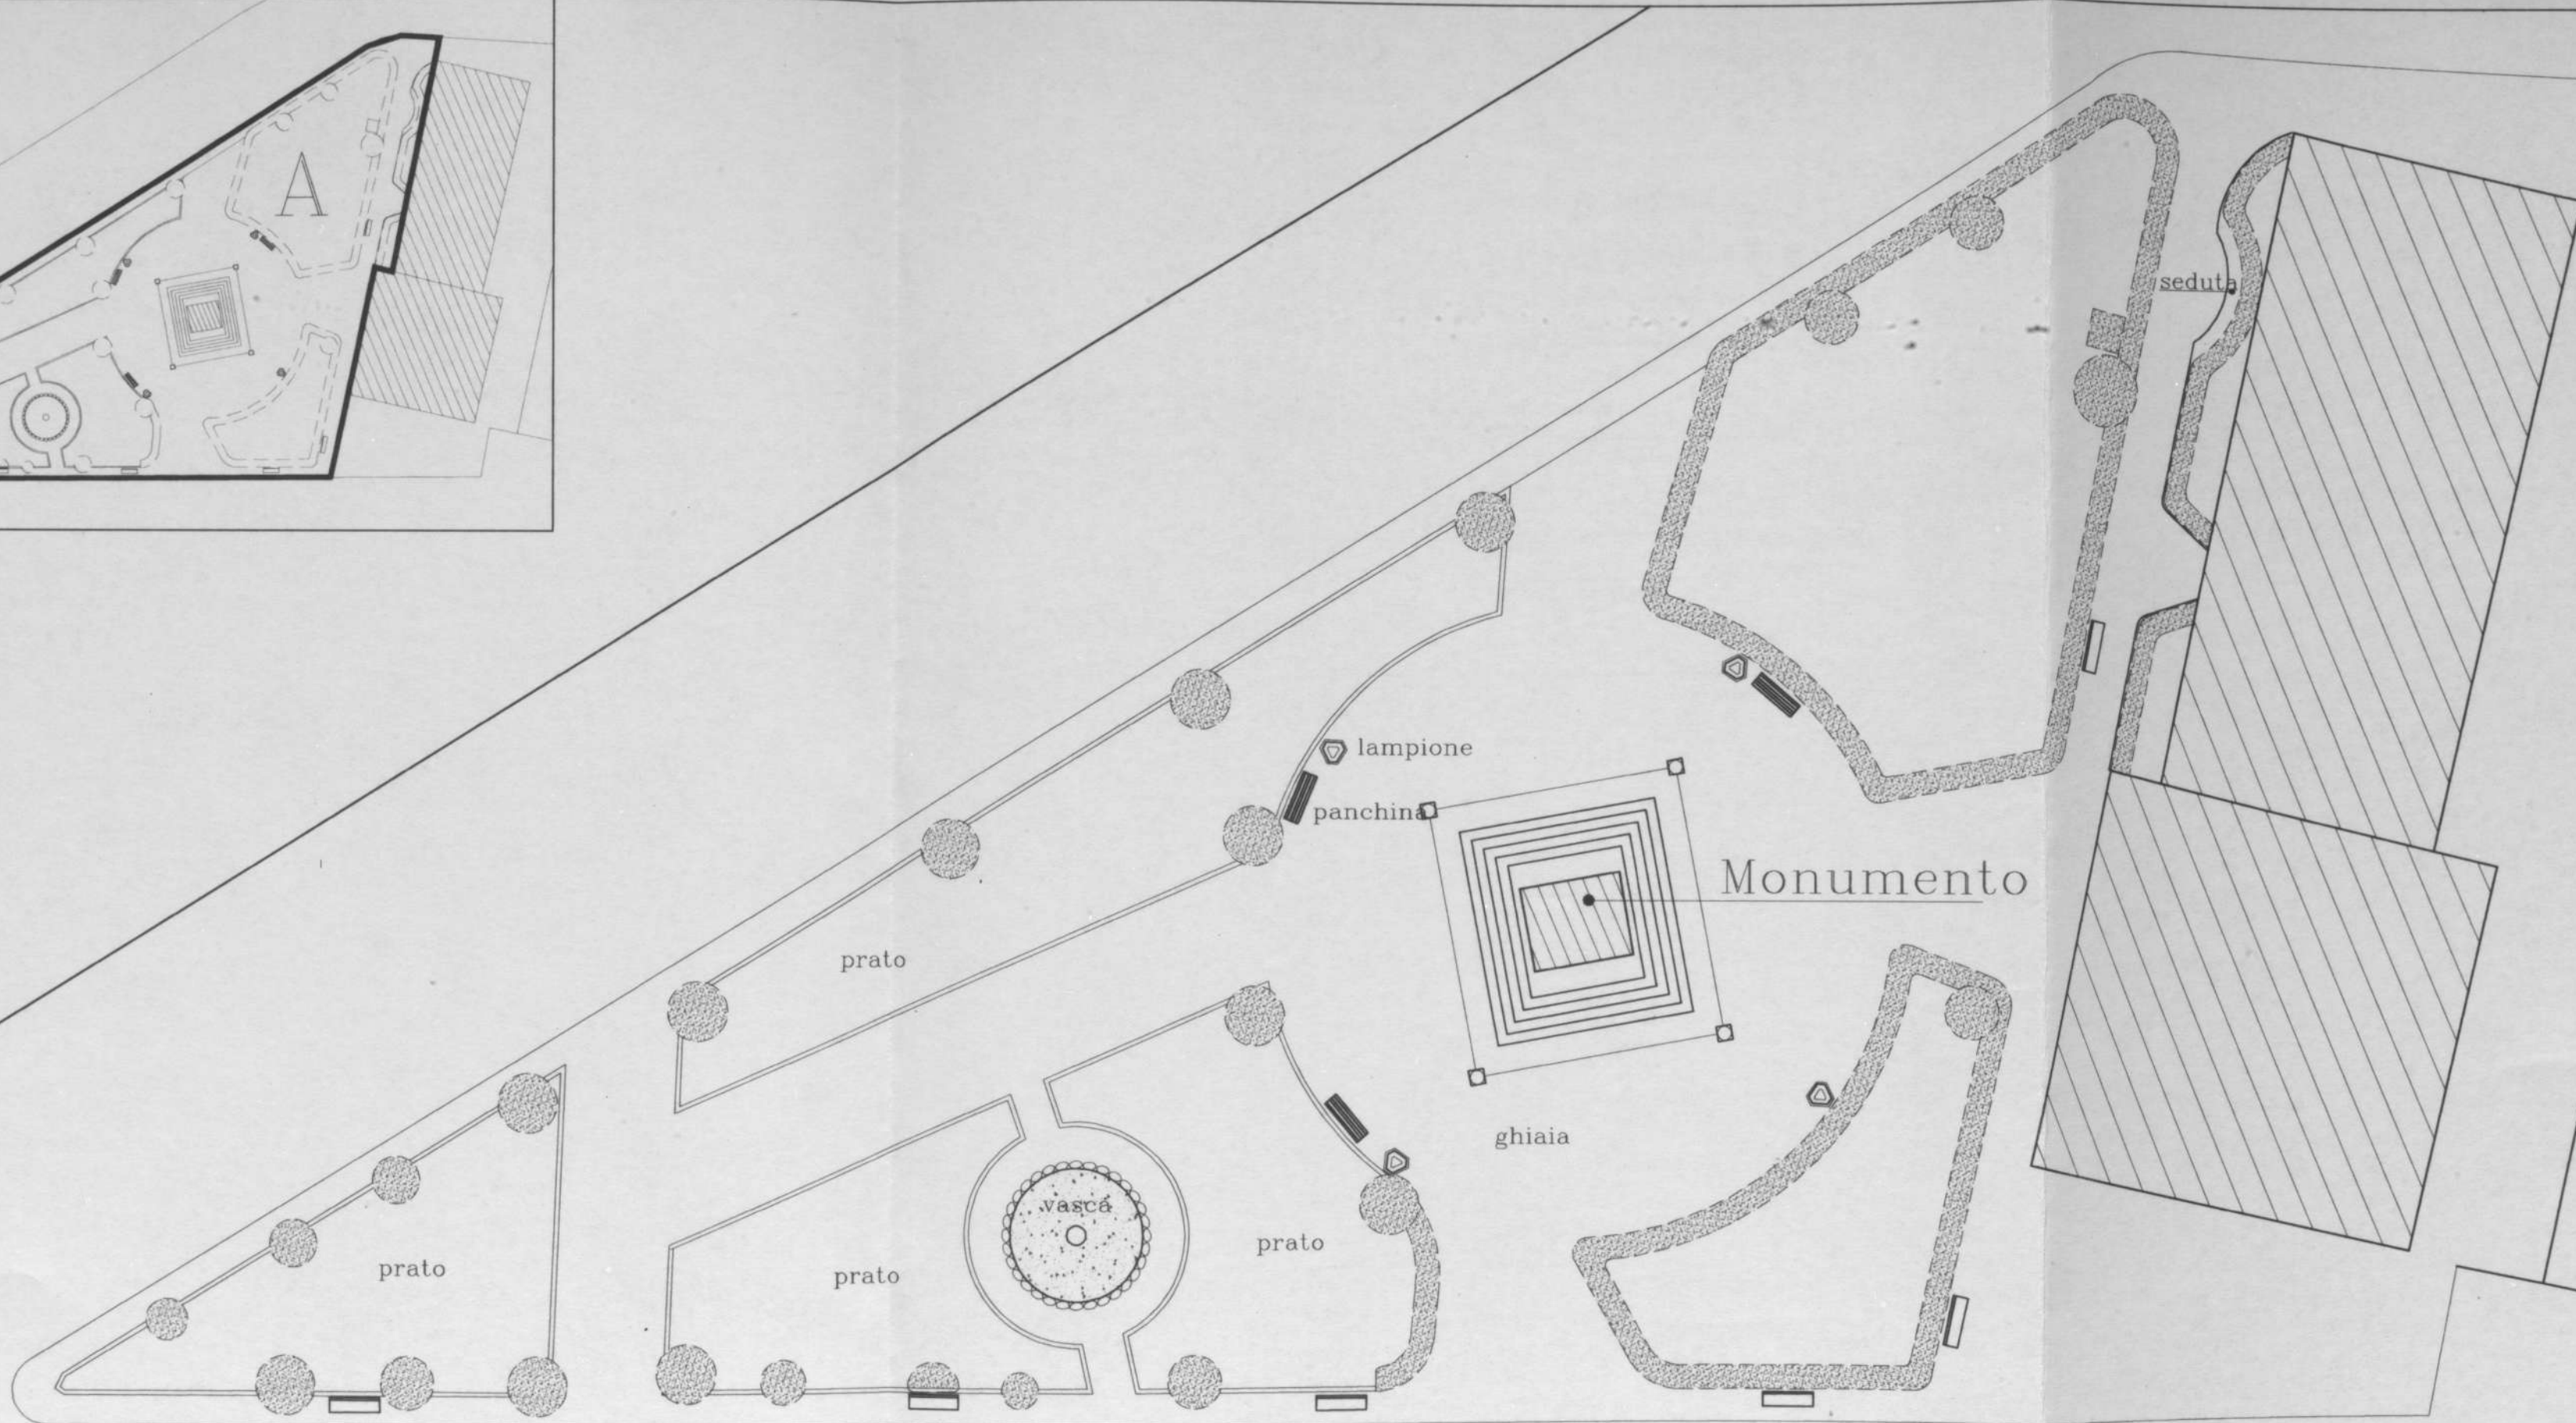 A
seduta
lampione
panchina
Monumento
prato
vasca
ghiaia
prato
prato
prato